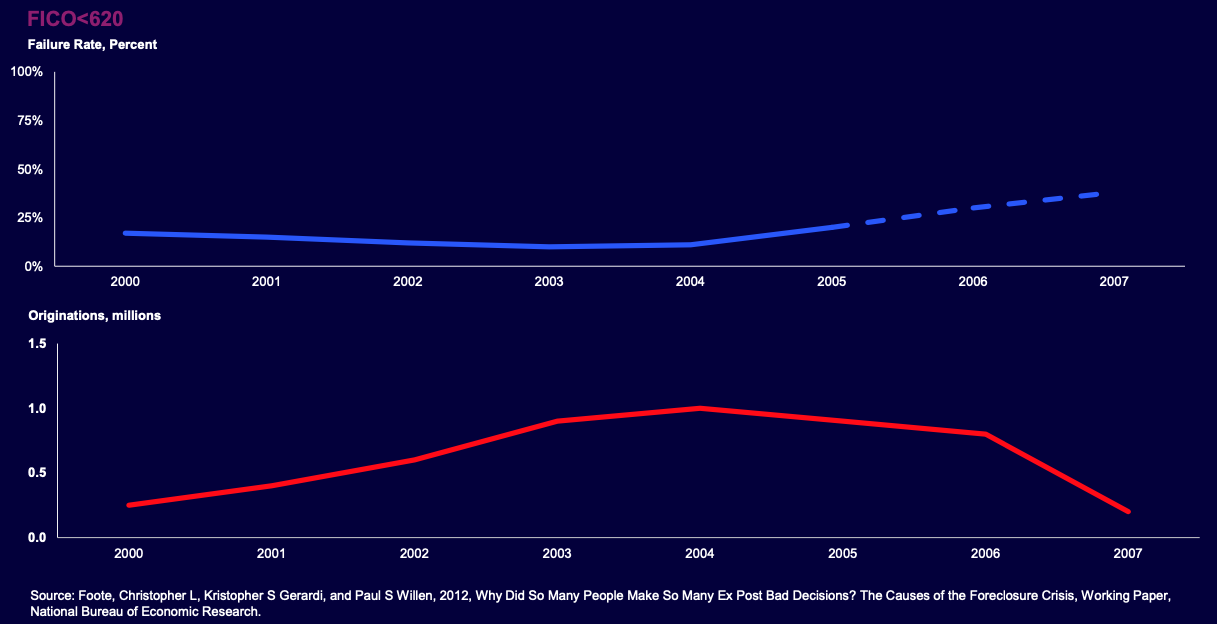 FICO<620
Failure Rate, Percent
100%
75%
50%
25%
0%
2000 2001 2002 2003 2004 2005 2006 2007
Originations, millions
1.5
1.0
0.5
0.0
2000 2001 2002 2003 2004 2005 2006 2007
Source: Foote, Christopher L, Kristopher S Gerardi, and Paul S Willen, 2012, Why Did So Many People Make So Many Ex Post Bad Decisions? The Causes of the Foreclosure Crisis, Working Paper,
National Bureau of Economic Research.